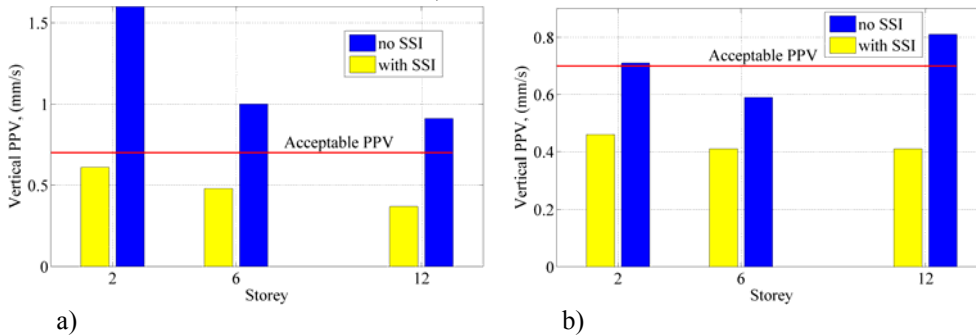 1.5
1
0.5
0
Vertical PPV, (mm/s)
no SSI
with SSI
Acceptable PPV
2 6 12
Storey
a)
0.8
0.6
0.4
0.2
0
Vertical PPV, (mm/s)
no SSI
with SSI
Acceptable PPV
2 6 12
Storey
b)